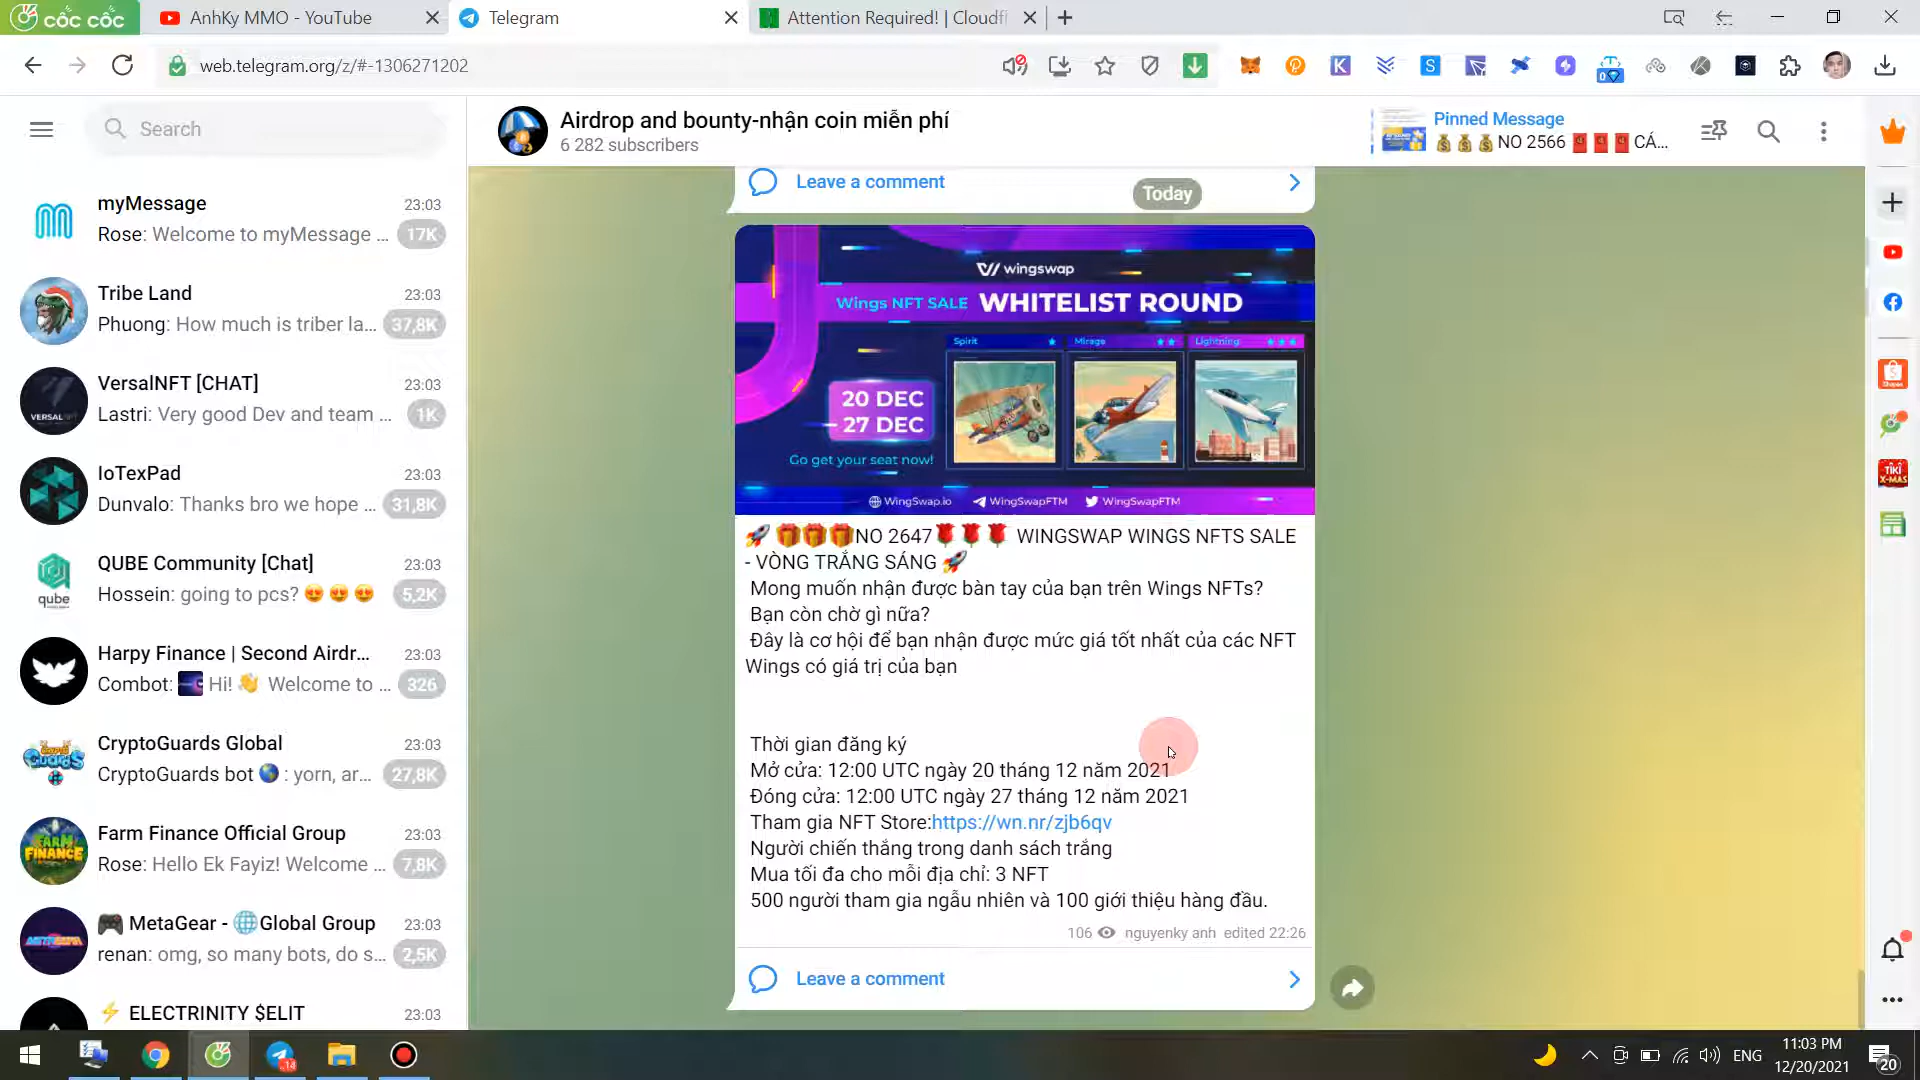 cốc cốc
AnhKy MMO - YouTube
Telegram
Attention Required! | Cloudfl
web.telegram.org/z/#-1306271202
Search
Airdrop and bounty-nhận coin miễn phí
6 282 subscribers
Pinned Message
💰💰💰NO 2566🧧🧧🧧CÁ...
myMessage
23:03
Rose: Welcome to myMessage ...
17K
Tribe Land
23:03
Phuong: How much is triber la...
37,8K
VersalNFT [CHAT]
23:03
Lastri: Very good Dev and team ...
1K
VERSAL
IoTexPad
23:03
Dunvalo: Thanks bro we hope ...
31,8K
QUBE Community [Chat]
23:03
Hossein: going to pcs? 😍 😍 😍
5,2K
qube
Harpy Finance | Second Airdr...
23:03
Combot: Hi! 👋 Welcome to ...
326
CryptoGuards Global
23:03
CryptoGuards bot 🌎 : yorn, ar...
27,8K
Farm Finance Official Group
23:03
Rose: Hello Ek Fayiz! Welcome ...
7,8K
FARM
FINANCE
🎮 MetaGear - 🌐Global Group
23:03
renan: omg, so many bots, do s...
2,5K
⚡ ELECTRINITY $ELIT
23:03
Leave a comment
Today
wingswap
Wings NFT SALE WHITELIST ROUND
Spirit
Mirage
Lightning
20 DEC
- 27 DEC
Go get your seat now!
WingSwap.io
WingSwapFTM
WingSwapFTM
🚀 🎁🎁🎁NO 2647🌹🌹🌹 WINGSWAP WINGS NFTS SALE
- VÒNG TRẮNG SÁNG 🚀
Mong muốn nhận được bàn tay của bạn trên Wings NFTs?
Bạn còn chờ gì nữa?
Đây là cơ hội để bạn nhận được mức giá tốt nhất của các NFT
Wings có giá trị của bạn
Thời gian đăng ký
Mở cửa: 12:00 UTC ngày 20 tháng 12 năm 2021
Đóng cửa: 12:00 UTC ngày 27 tháng 12 năm 2021
Tham gia NFT Store:https://wn.nr/zjb6qv
Người chiến thắng trong danh sách trắng
Mua tối đa cho mỗi địa chỉ: 3 NFT
500 người tham gia ngẫu nhiên và 100 giới thiệu hàng đầu.
106
nguyenky anh
edited 22:26
Leave a comment
TIKI
X-MAS
ENG
11:03 PM
12/20/2021
20